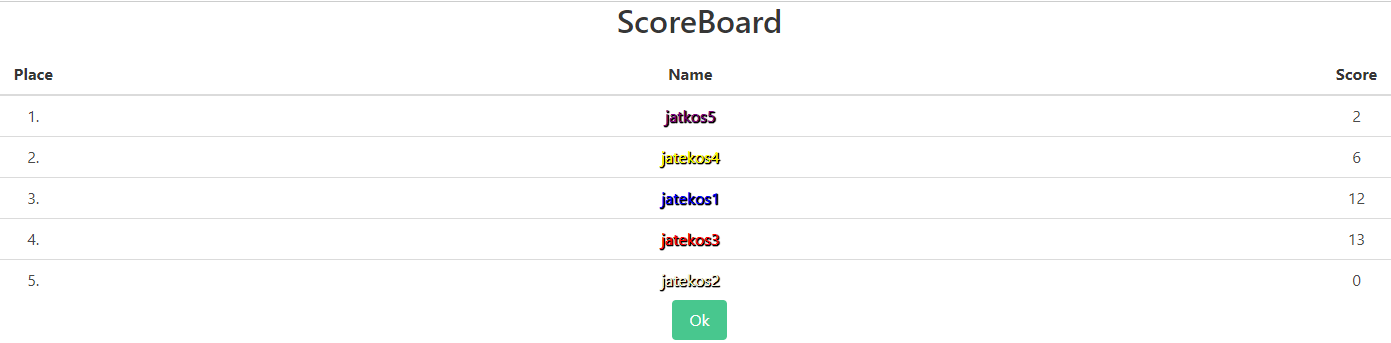 ScoreBoard
Place Name Score
1. jatkos5 2
2. jatekos4 6
3. jatekos1 12
4. jatekos3 13
5. jatekos2 0
Ok